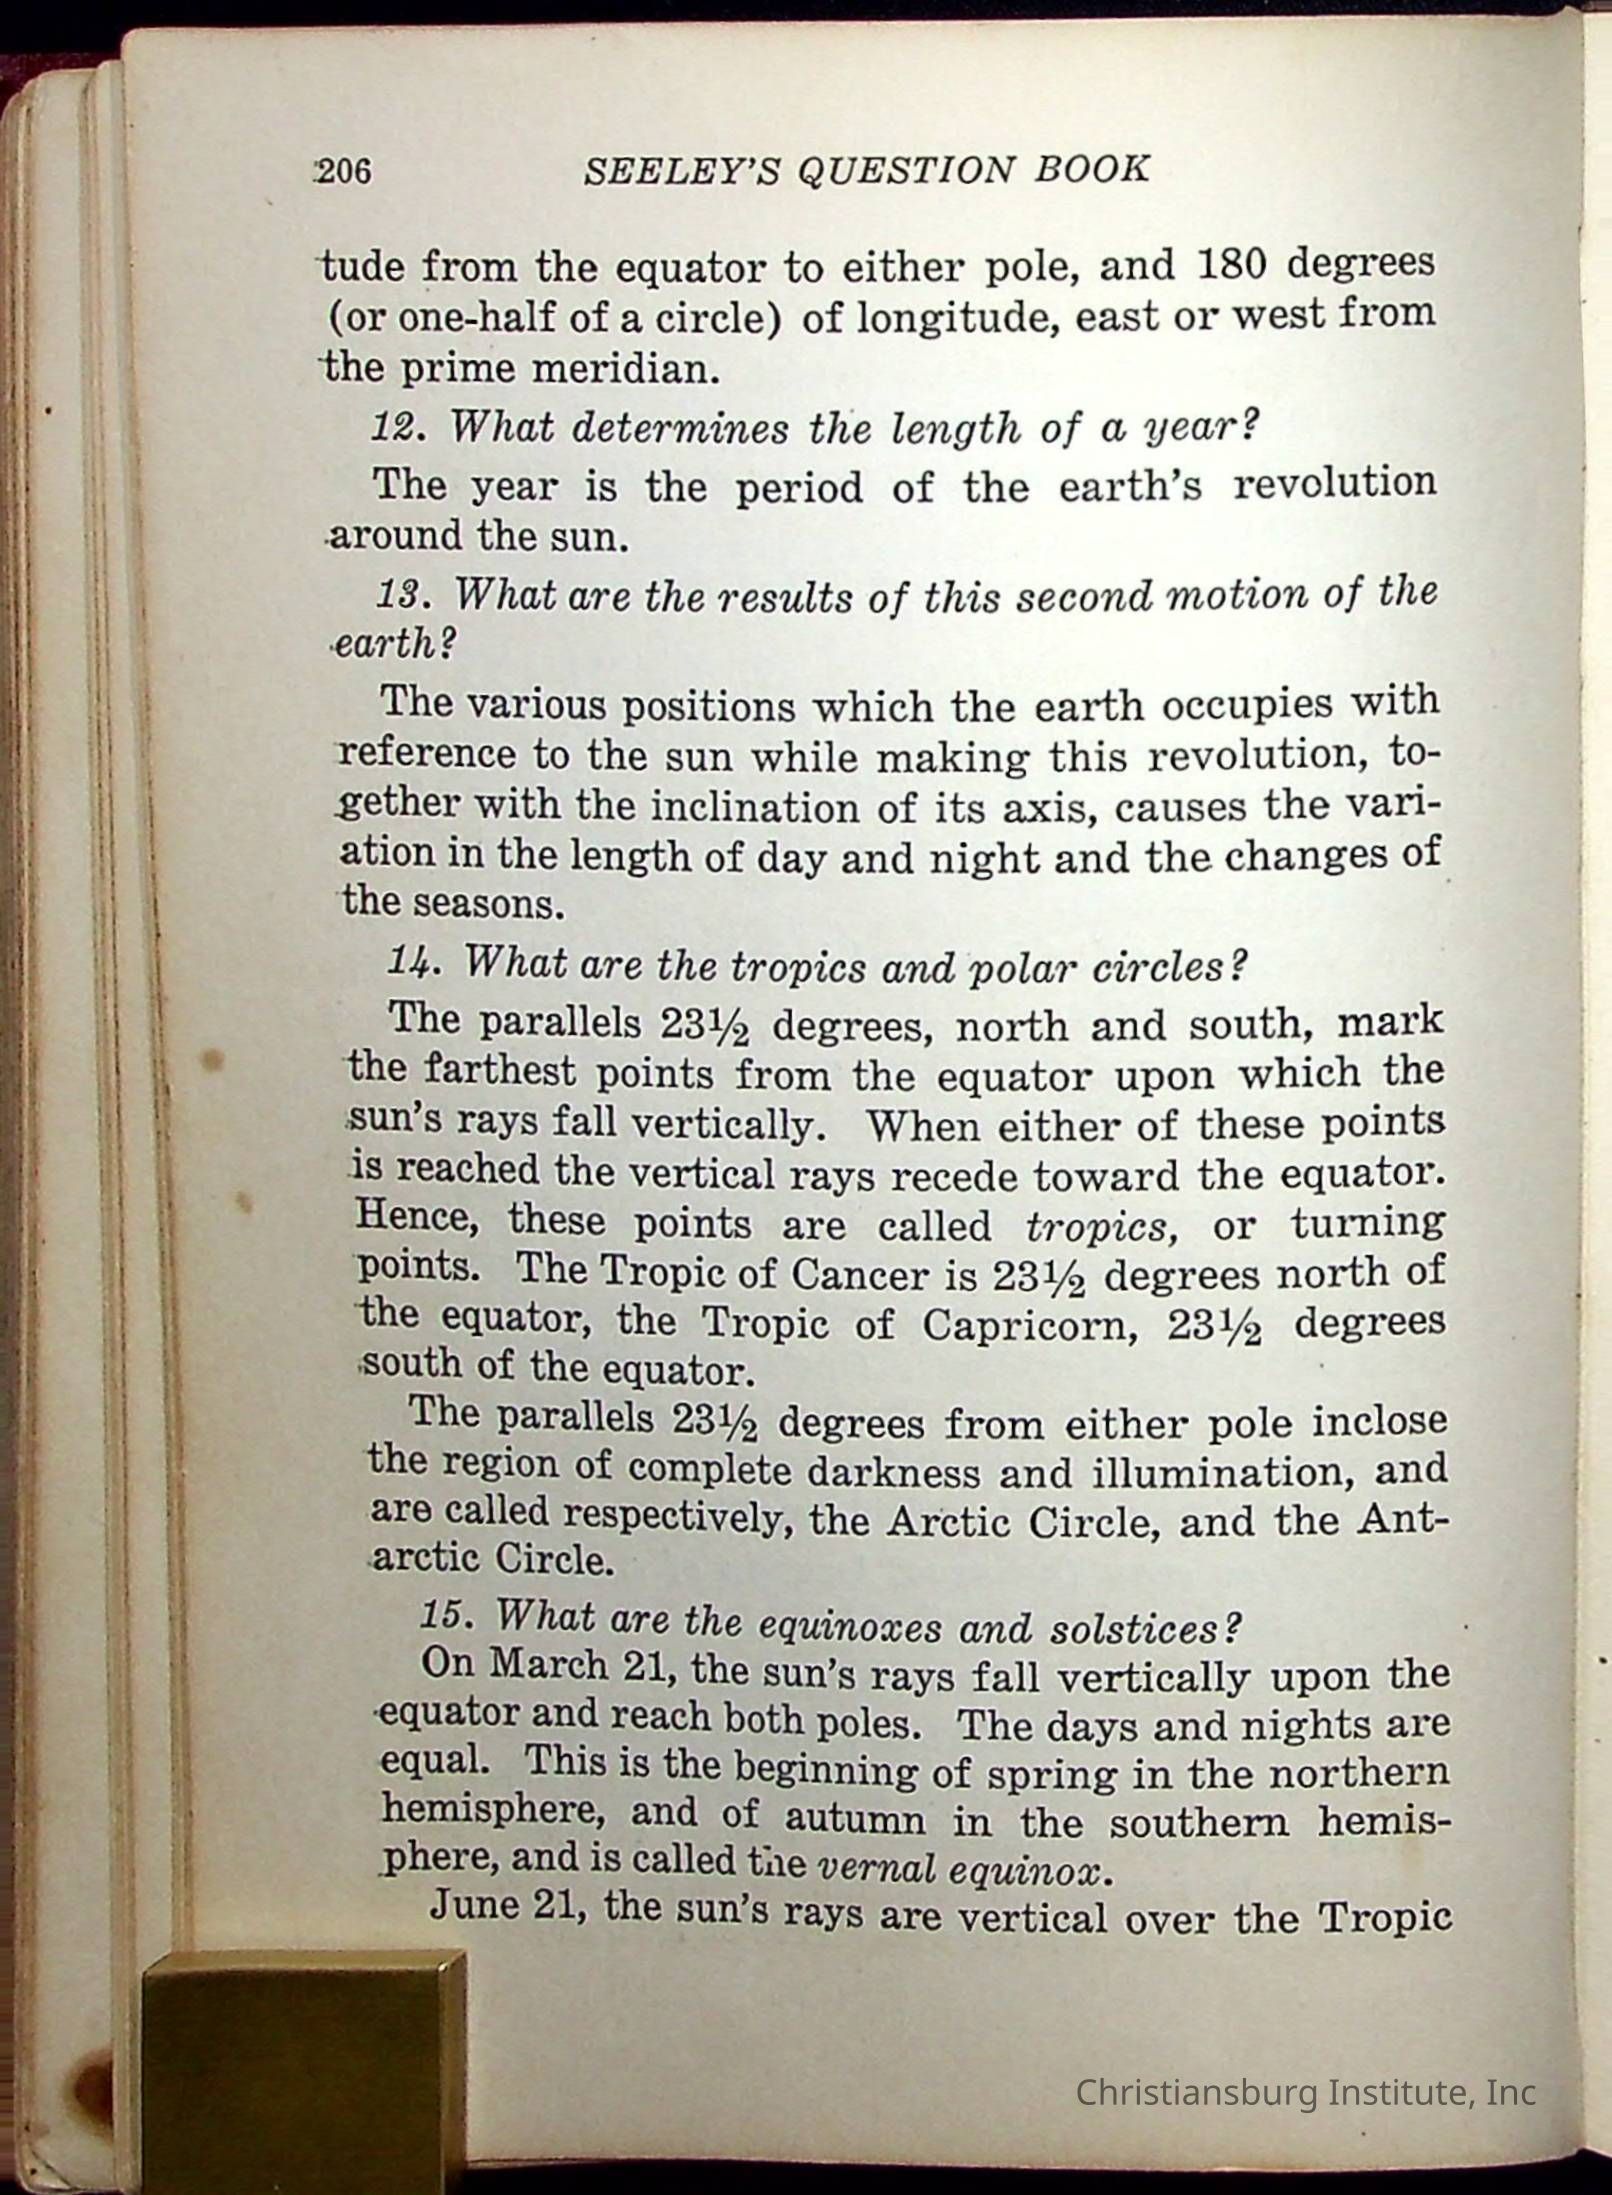 206 SEELEY'S QUESTION BOOK
tude from the equator to either pole, and 180 degrees
(or one-half of a circle) of longitude, east or west from
the prime meridian.
12. What determines the length of a year?
The year is the period of the earth's revolution
around the sun.
13. What are the results of this second motion of the
earth?
The various positions which the earth occupies with
reference to the sun while making this revolution, to-
gether with the inclination of its axis, causes the vari-
ation in the length of day and night and the changes of
the seasons.
14. What are the tropics and polar circles?
The parallels 23½ degrees, north and south, mark
the farthest points from the equator upon which the
sun's rays fall vertically. When either of these points
is reached the vertical rays recede toward the equator.
Hence, these points are called tropics, or turning
points. The Tropic of Cancer is 23½ degrees north of
the equator, the Tropic of Capricorn, 23½ degrees
south of the equator.
The parallels 23½ degrees from either pole inclose
the region of complete darkness and illumination, and
are called respectively, the Arctic Circle, and the Ant-
arctic Circle.
15. What are the equinoxes and solstices?
On March 21, the sun's rays fall vertically upon the
equator and reach both poles. The days and nights are
equal. This is the beginning of spring in the northern
hemisphere, and of autumn in the southern hemis-
phere, and is called the vernal equinox.
June 21, the sun's rays are vertical over the Tropic
Christiansburg Institute, Inc